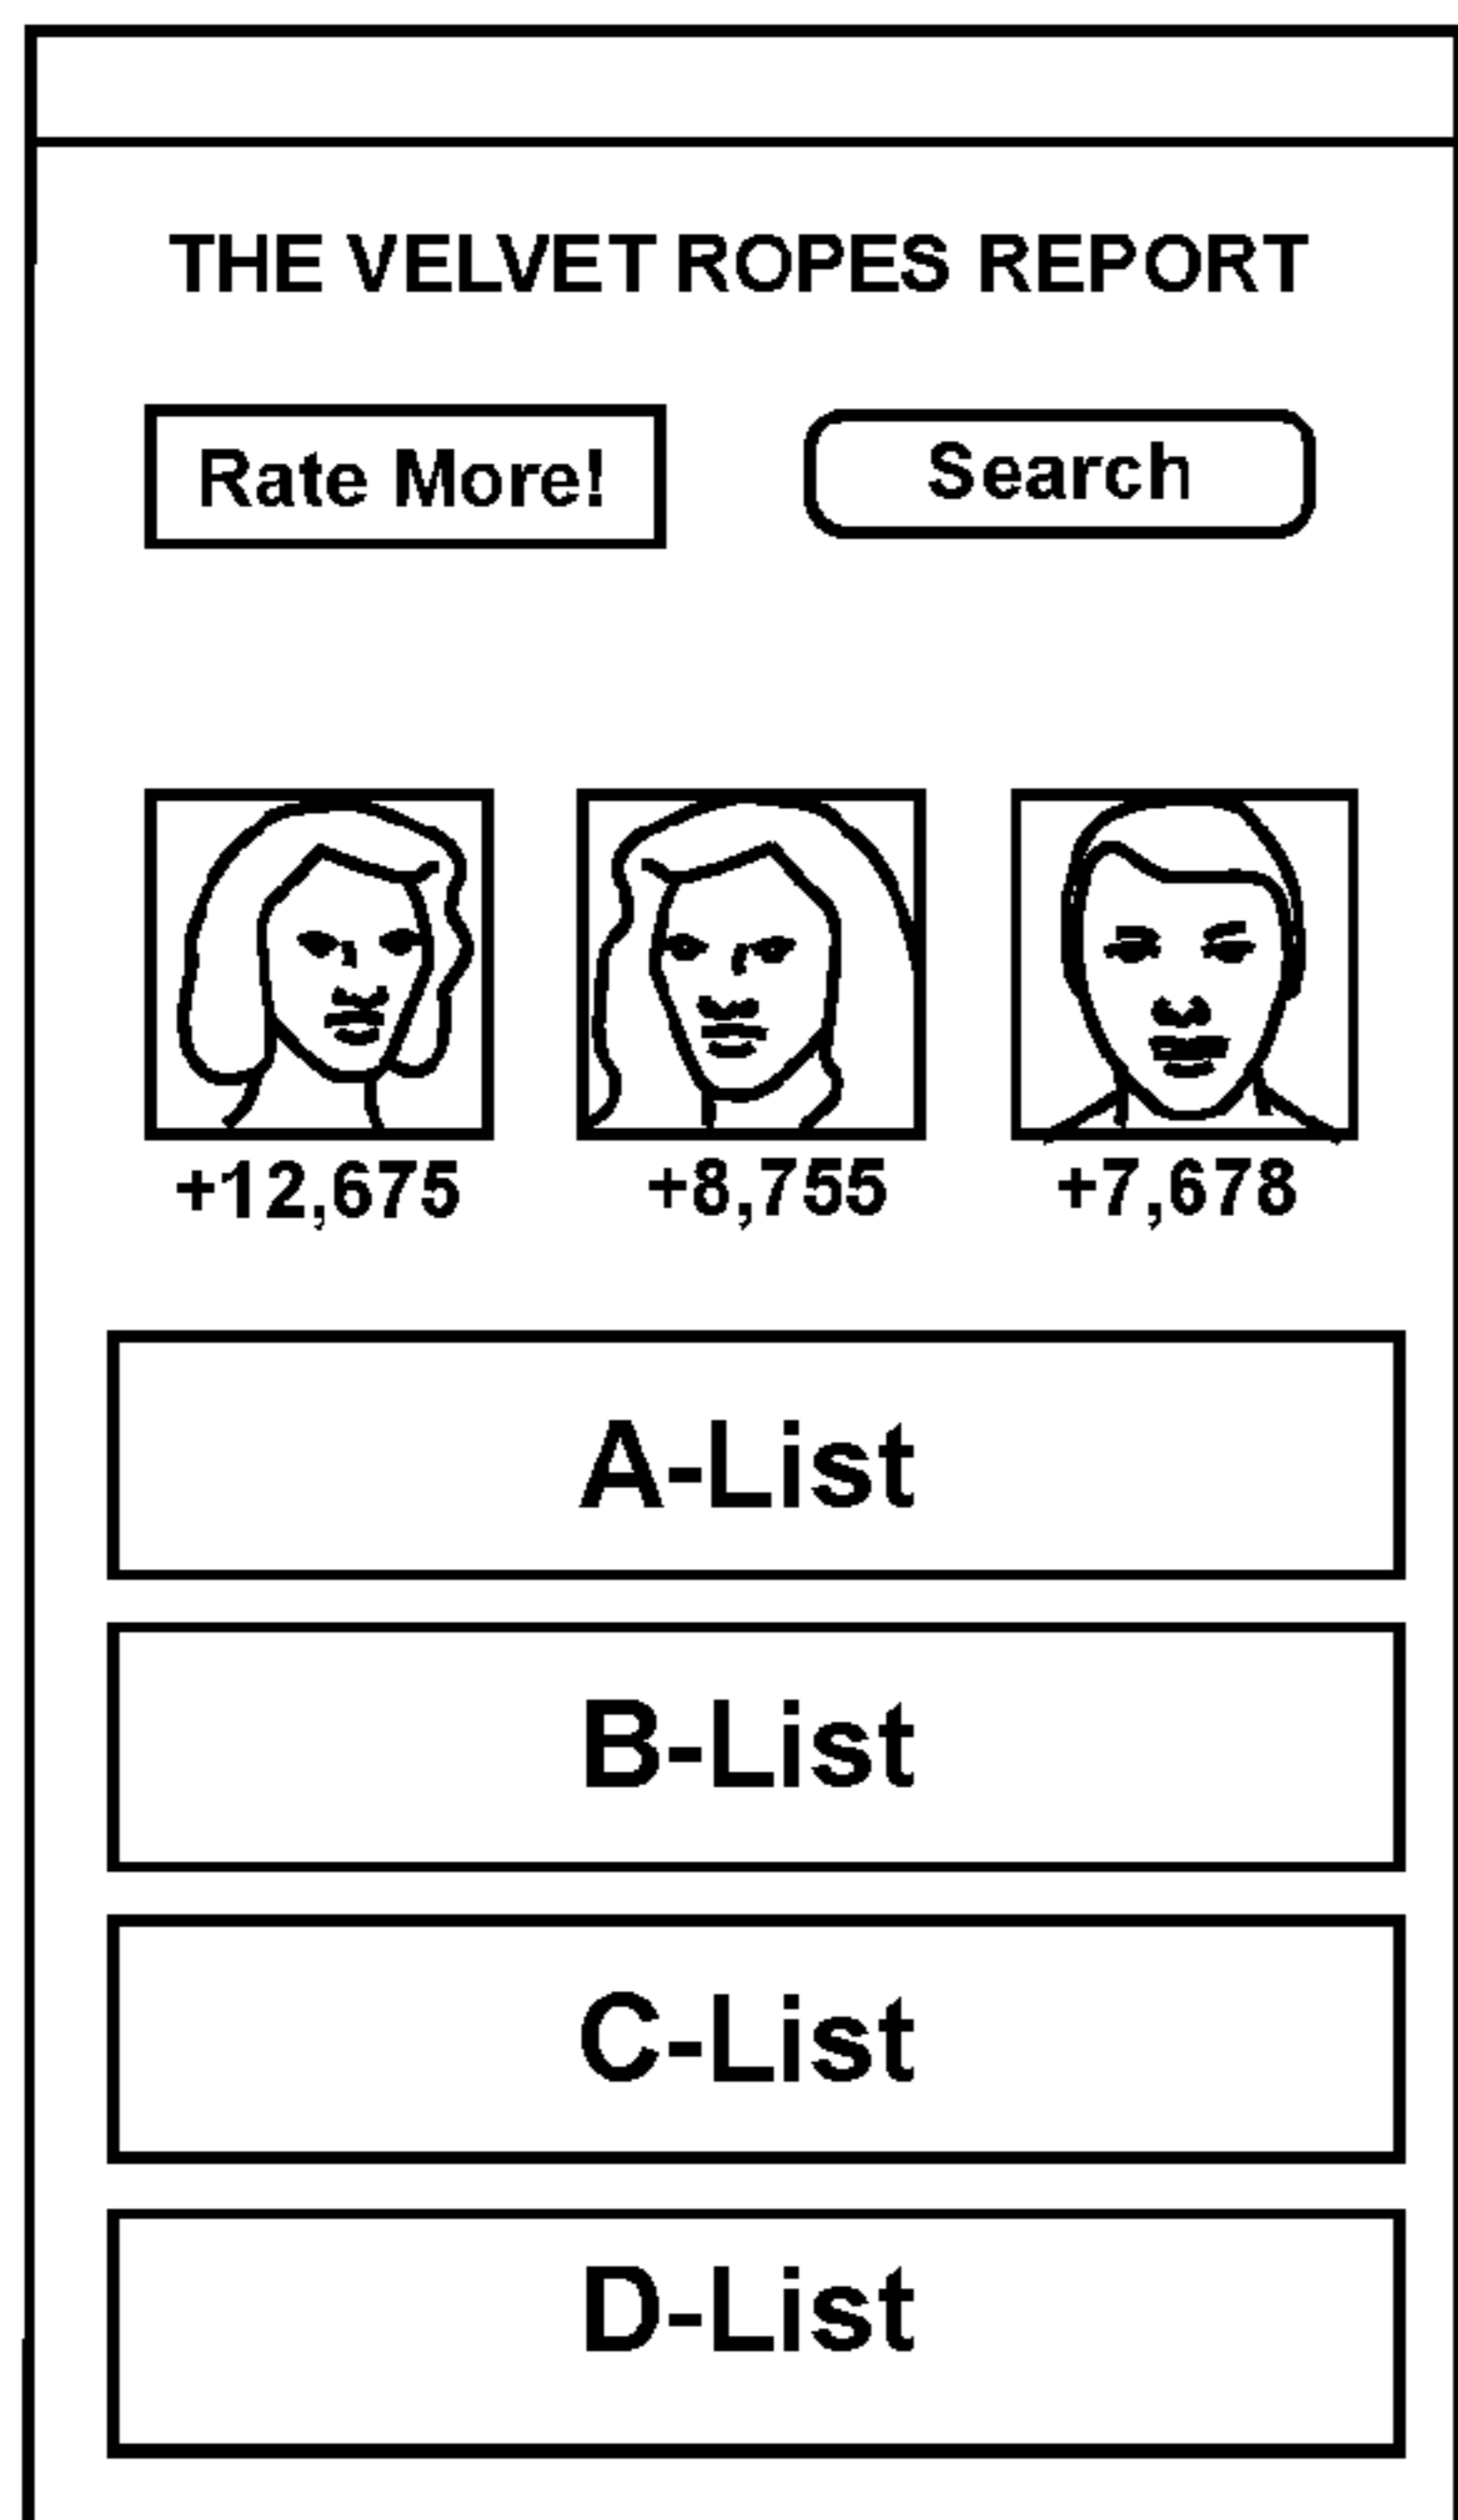 THE VELVET ROPES REPORT
Rate More! Search
+12,675 +8,755 +7,678
A-List
B-List
C-List
D-List